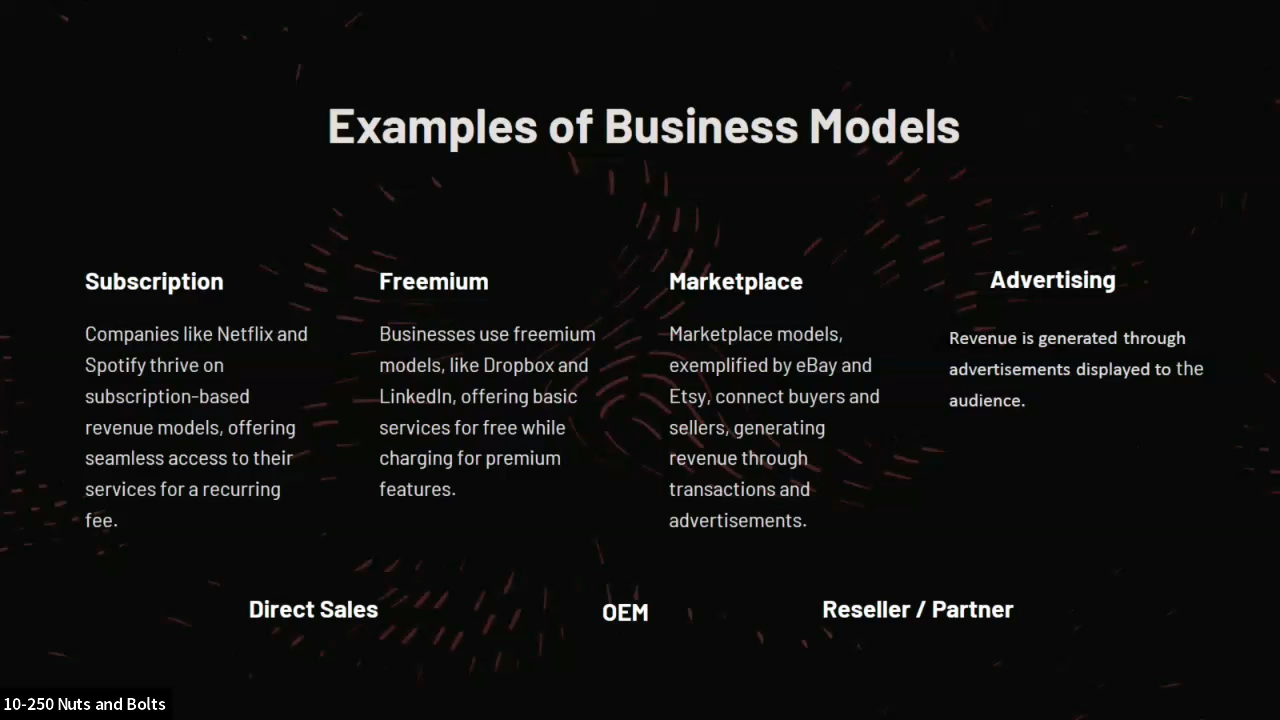 Examples of Business Models
Subscription
Companies like Netflix and
Spotify thrive on
subscription-based
revenue models, offering
seamless access to their
services for a recurring
fee.
Freemium
Businesses use freemium
models, like Dropbox and
LinkedIn, offering basic
services for free while
charging for premium
features.
Marketplace
Marketplace models,
exemplified by eBay and
Etsy, connect buyers and
sellers, generating
revenue through
transactions and
advertisements.
Advertising
Revenue is generated through
advertisements displayed to the
audience.
Direct Sales
OEM
Reseller / Partner
10-250 Nuts and Bolts